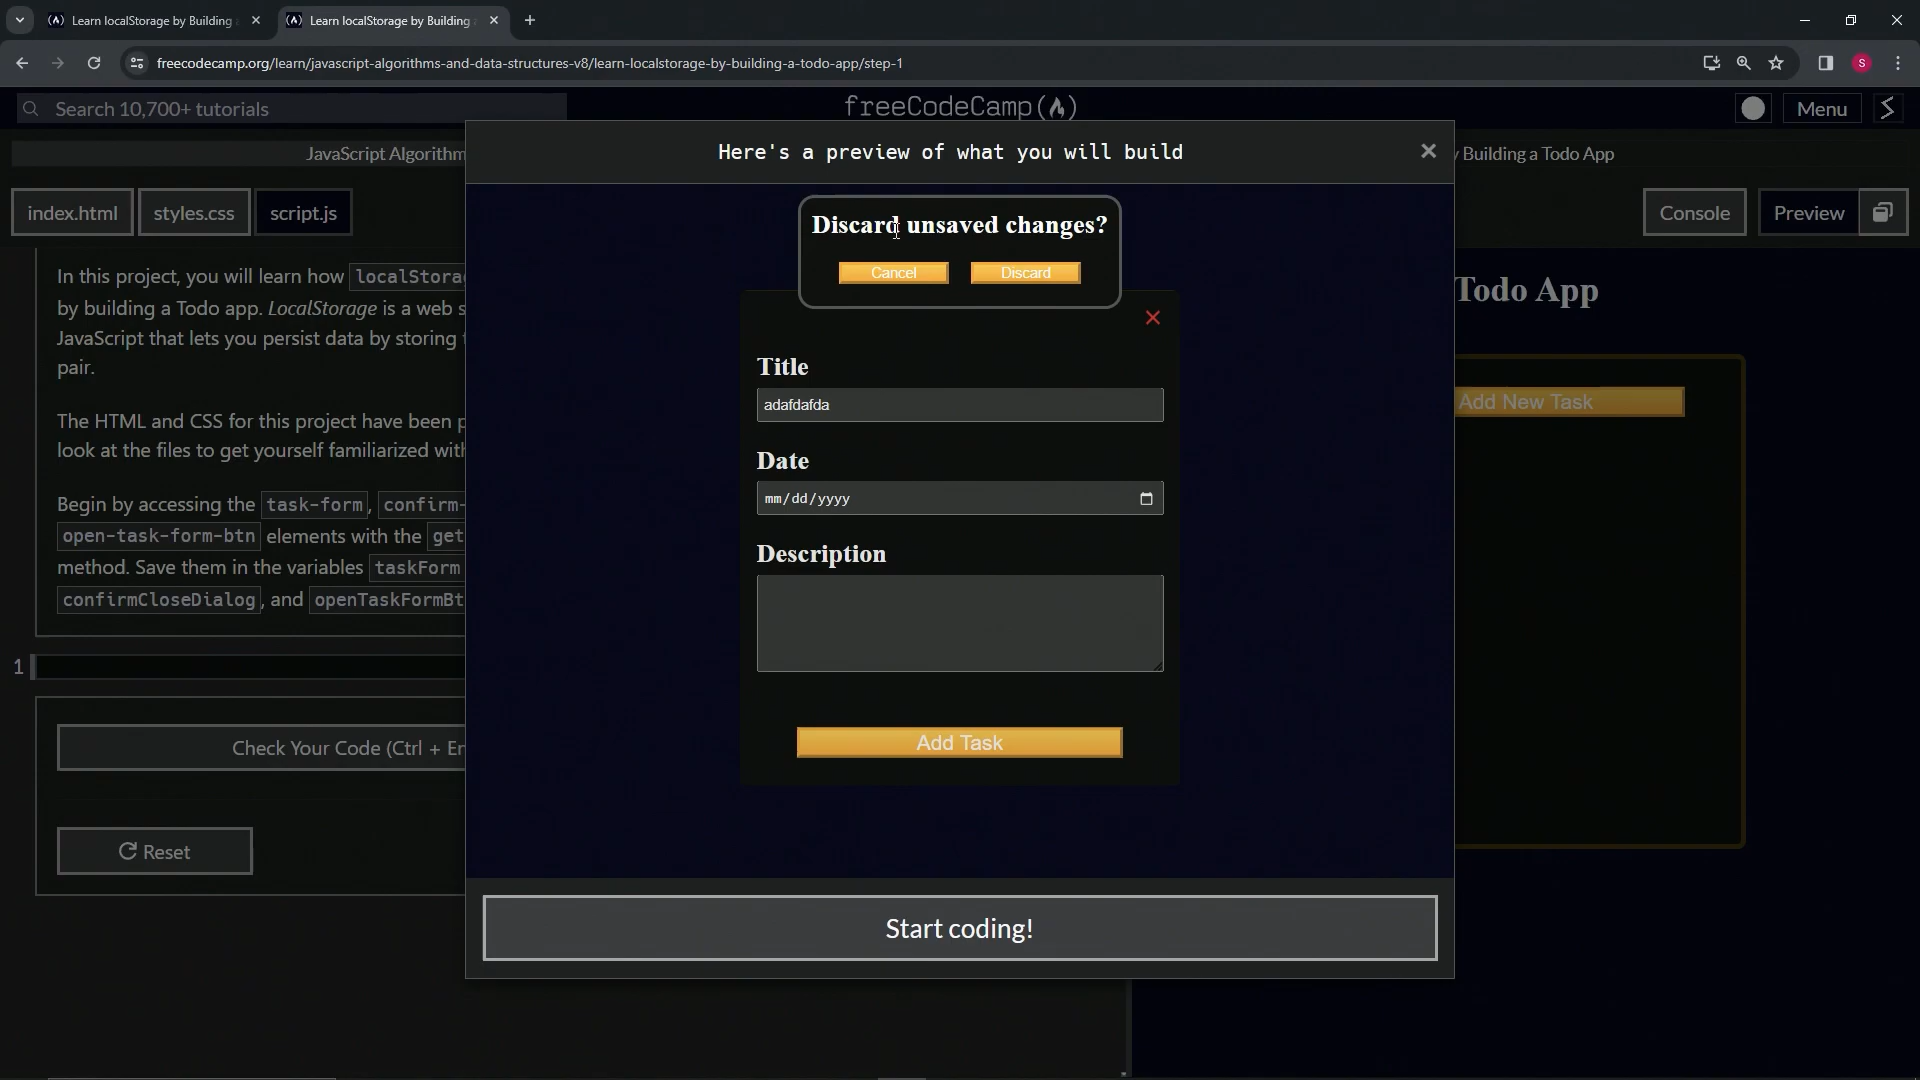 Learn localStorage by Building
Learn localStorage by Building
freecodecamp.org/learn/javascript-algorithms-and-data-structures-v8/learn-localstorage-by-building-a-todo-app/step-1
S
Search 10,700+ tutorials
freeCodeCamp
Menu
JavaScript Algorithm
Here's a preview of what you will build
Building a Todo App
index.html
styles.css
script.js
Console
Preview
Discard unsaved changes?
Cancel
Discard
In this project, you will learn how localStora
by building a Todo app. LocalStorage is a web s
JavaScript that lets you persist data by storing
pair.
The HTML and CSS for this project have been p
look at the files to get yourself familiarized with
Begin by accessing the task-form, confirm-
open-task-form-btn elements with the get
method. Save them in the variables taskForm
confirmCloseDialog, and openTaskFormBt
1
Check Your Code (Ctrl + En
Reset
Title
adafdafda
Date
mm/dd/yyyy
Description
Add Task
Start coding!
Todo App
Add New Task